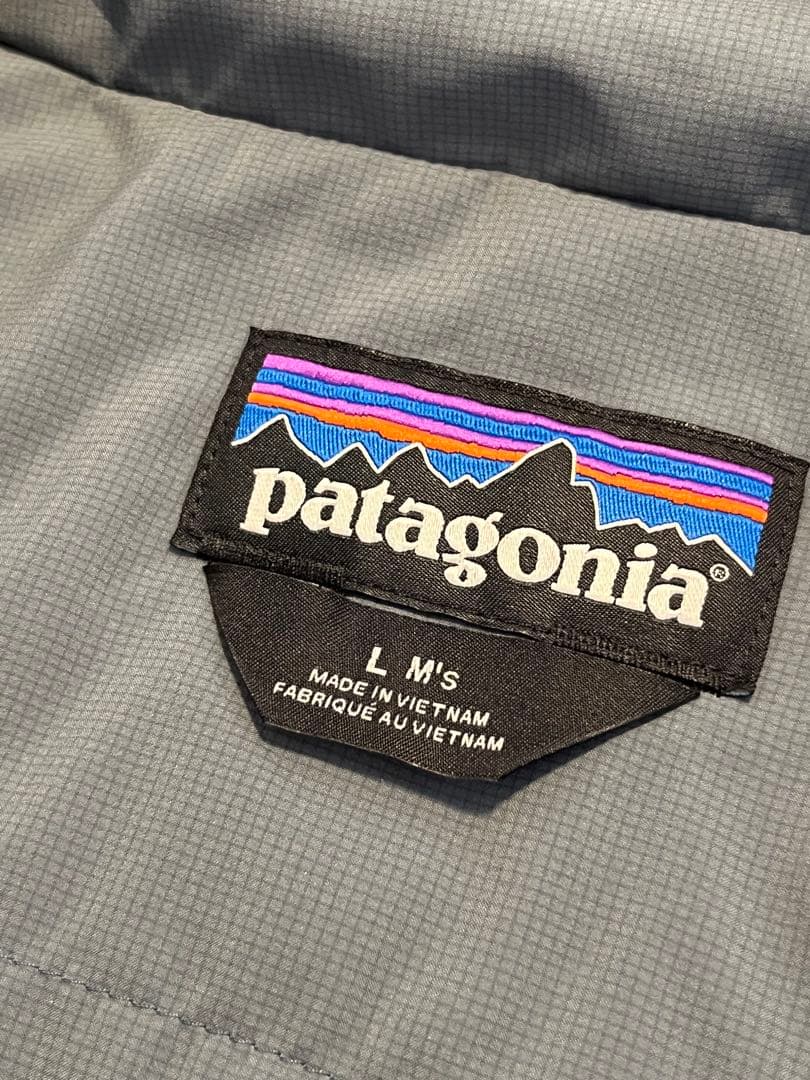 patagonia®
L M's
MADE IN VIETNAM
FABRIQUÉ AU VIETNAM